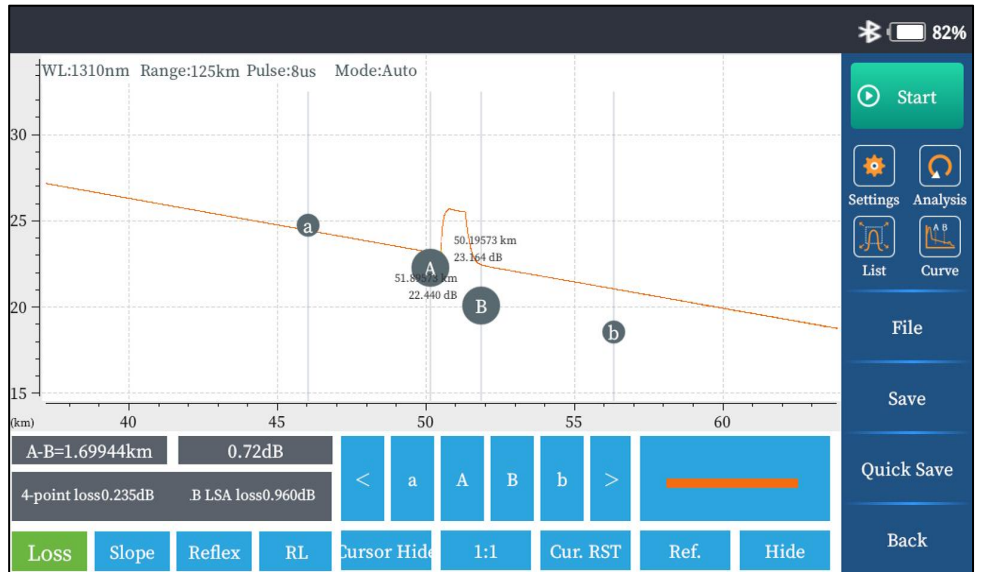 82%
WL:1310nm Range:125km Pulse:8us Mode:Auto
Start
30
Settings Analysis
25
a
A B
50.19573 km
23.164 dB
A
List Curve
22.440 dB
B
20
b
File
15
(km) 40 45 50 55 60
Save
A-B=1.69944km 0.72dB
< a A B b >
4-point loss0.235dB .B LSA loss0.960dB
Quick Save
Loss Slope Reflex RL Cursor Hide 1:1 Cur. RST Ref. Hide
Back